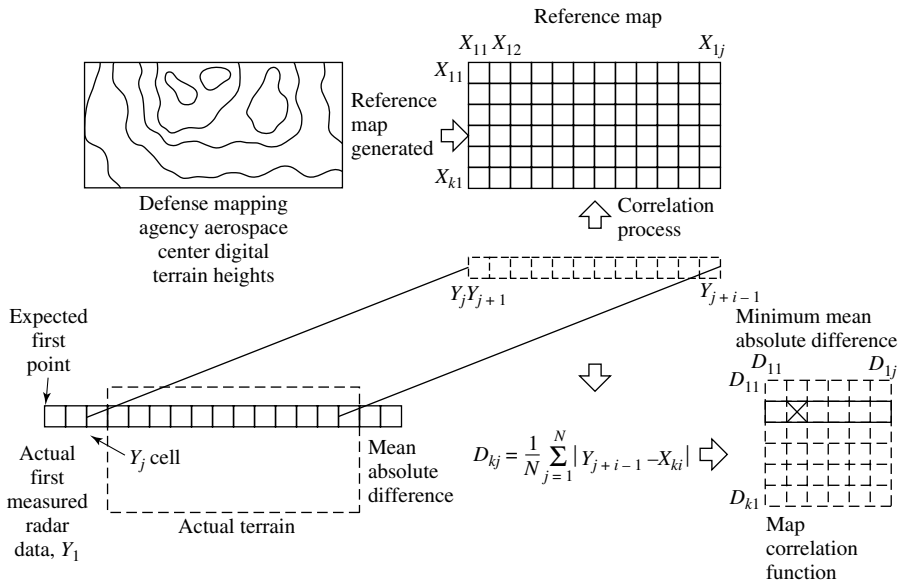 Reference map
X11 X12 X1j
X11
Xk1
Reference
map
generated
Defense mapping
agency aerospace
center digital
terrain heights
Correlation
process
YjYj+1 Yj+i−1
Expected
first
point
Minimum mean
absolute difference
D11 D1j
D11
Dk1
Yj cell
Actual
first
measured
radar
data, Y1
Mean
absolute
difference
Actual terrain
Dkj = 1/N N∑j=1 | Yj+i−1 −Xki|
Map
correlation
function